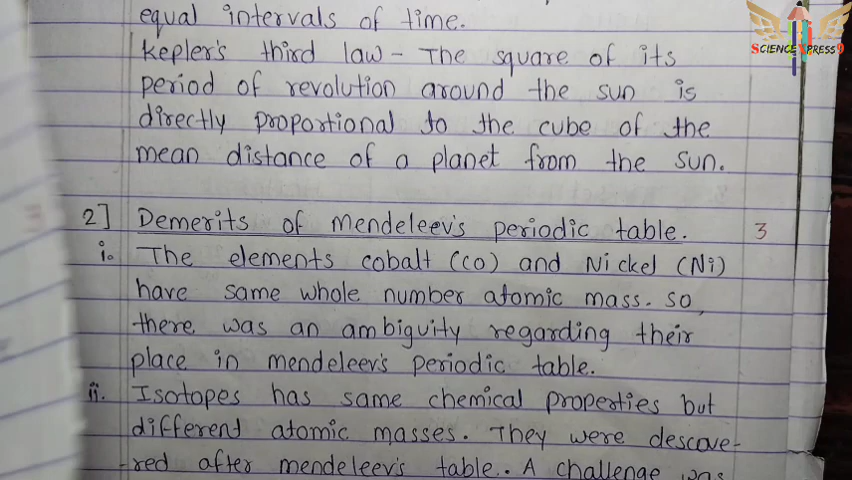 equal intervals of time.
SCIENCEXPRESS9
Kepler's third law - The square of its
period of revolution around the sun is
directly proportional to the cube of the
mean distance of a planet from the sun.
2] Demerits of mendeleev's periodic table. 3
i. The elements cobalt (co) and Nickel (Ni)
have same whole number atomic mass. so
there was an ambiguity regarding their
place in mendeleev's periodic table.
ii. Isotopes has same chemical properties but
different atomic masses. They were descove-
-red after mendeleev's table.. A challenge was